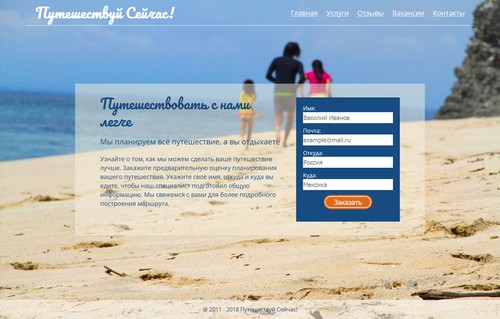 Путешествуй Сейчас!
Главная Услуги Отзывы Вакансии Контакты
Путешествовать с нами
легче
Мы планируем всё путешествие, а вы отдыхаете
Узнайте о том, как мы можем сделать ваше путешествие
лучше. Закажите предварительную оценку планирования
вашего путешествия. Укажите свое имя, откуда и куда вы
едите, чтобы наш специалист подготовил общую
информацию. Мы свяжемся с вами для более подробного
построения маршрута.
Имя:
Василий Иванов
Почта:
example@mail.ru
Откуда:
Россия
Куда:
Мексика
Заказать
© 2011 - 2018 Путешествуй Сейчас!